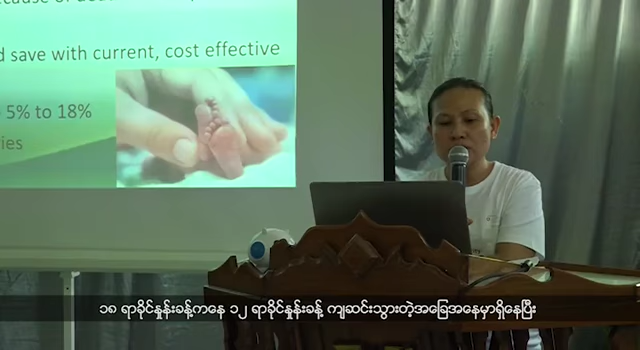 d save with current, cost effective
5% to 18%
ies
၁၈ ရာခိုင်နှုန်းခန့်ကနေ ၁၂ ရာခိုင်နှုန်းခန့် ကျဆင်းသွားတဲ့အခြေအနေမှာရှိနေပြီး